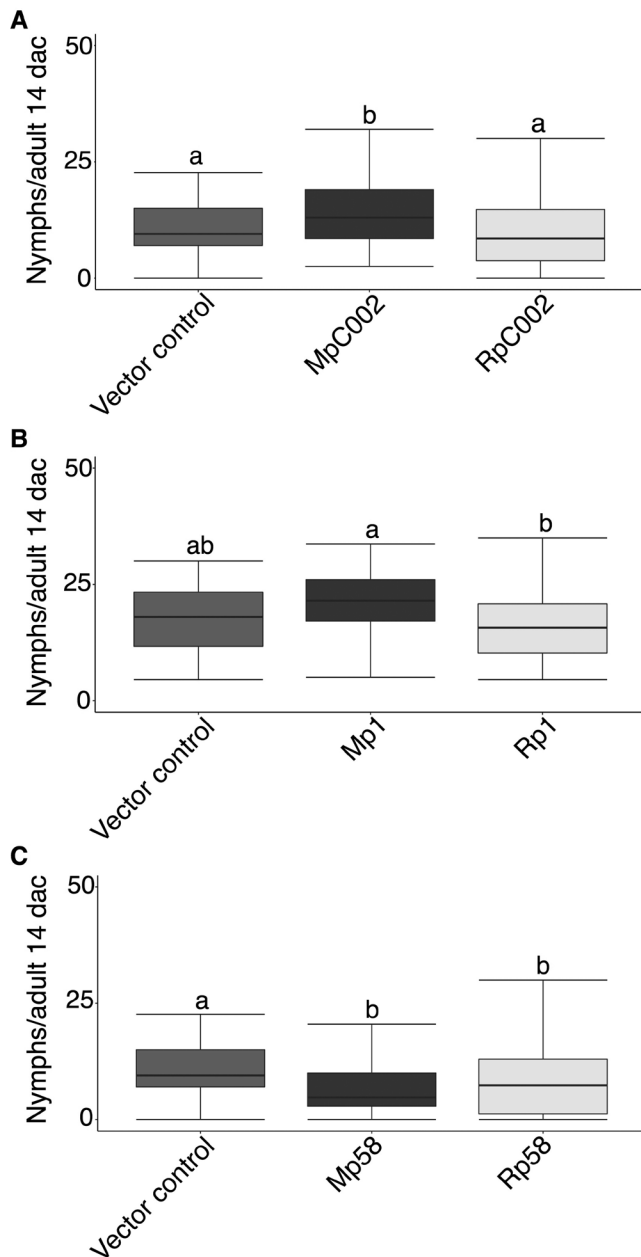 A
Nymphs/adult 14 dac
50
25
0
a
b
a
Vector control
MpC002
RpC002
B
Nymphs/adult 14 dac
50
25
0
ab
a
b
Vector control
Mp1
Rp1
C
Nymphs/adult 14 dac
50
25
0
a
b
b
Vector control
Mp58
Rp58